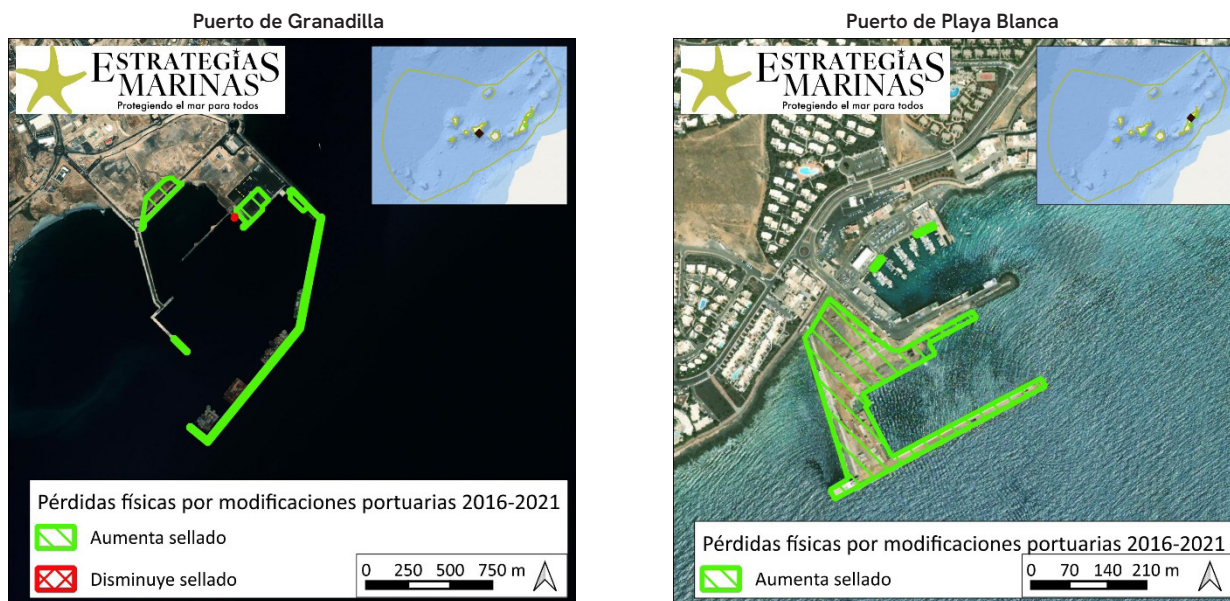 Puerto de Granadilla
ESTRATEGIAS
MARINAS
Protegiendo el mar para todos
Pérdidas físicas por modificaciones portuarias 2016-2021
Aumenta sellado
Disminuye sellado
0 250 500 750 m
Puerto de Playa Blanca
ESTRATEGIAS
MARINAS
Protegiendo el mar para todos
Pérdidas físicas por modificaciones portuarias 2016-2021
Aumenta sellado
0 70 140 210 m